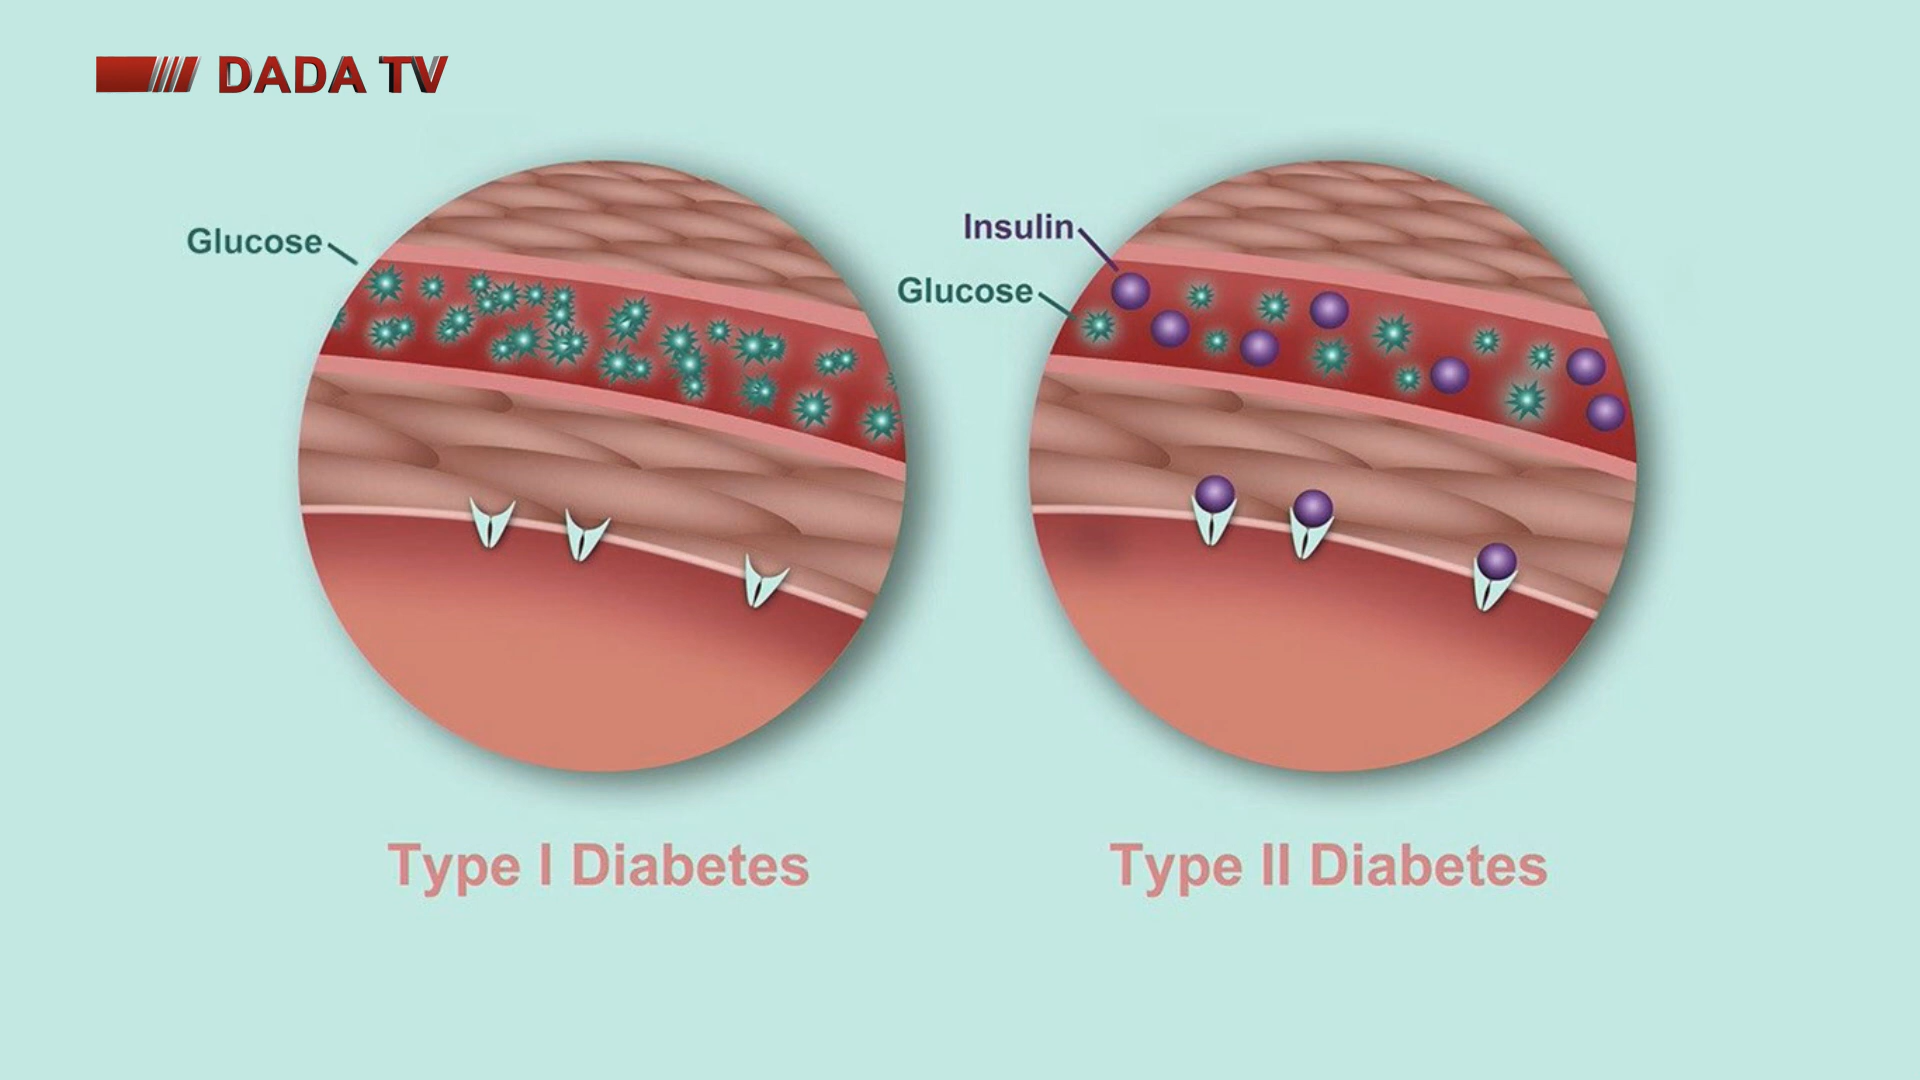 DADA TV
Glucose
Insulin
Glucose
Type I Diabetes
Type II Diabetes